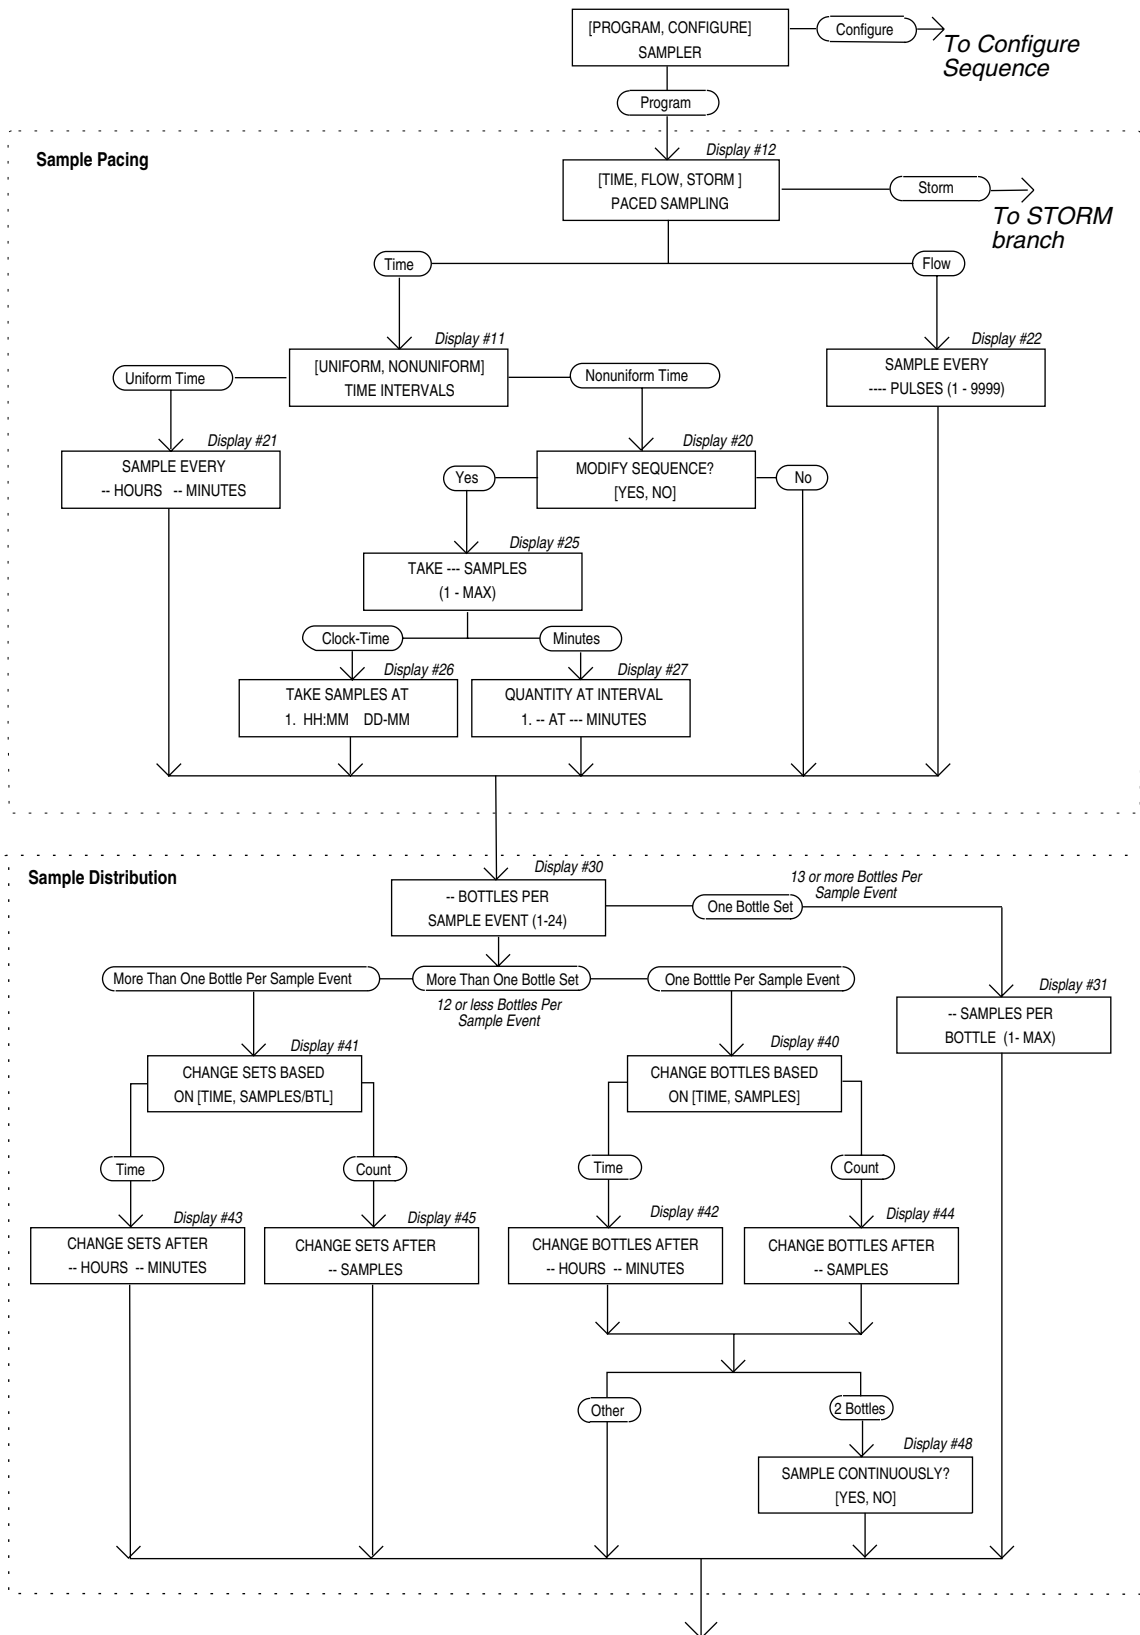 [PROGRAM, CONFIGURE]
SAMPLER
Configure
To Configure
Sequence
Program
Sample Pacing
Display #12
[TIME, FLOW, STORM ]
PACED SAMPLING
Storm
To STORM
branch
Time
Flow
Display #11
[UNIFORM, NONUNIFORM]
TIME INTERVALS
Display #22
SAMPLE EVERY
---- PULSES (1 - 9999)
Uniform Time
Nonuniform Time
Display #21
SAMPLE EVERY
-- HOURS -- MINUTES
Display #20
MODIFY SEQUENCE?
[YES, NO]
Yes
No
Display #25
TAKE --- SAMPLES
(1 - MAX)
Clock-Time
Minutes
Display #26
TAKE SAMPLES AT
1. HH:MM DD-MM
Display #27
QUANTITY AT INTERVAL
1. -- AT --- MINUTES
Sample Distribution
Display #30
-- BOTTLES PER
SAMPLE EVENT (1-24)
13 or more Bottles Per
Sample Event
One Bottle Set
More Than One Bottle Per Sample Event
More Than One Bottle Set
One Botttle Per Sample Event
12 or less Bottles Per
Sample Event
Display #31
-- SAMPLES PER
BOTTLE (1- MAX)
Display #41
CHANGE SETS BASED
ON [TIME, SAMPLES/BTL]
Display #40
CHANGE BOTTLES BASED
ON [TIME, SAMPLES]
Time
Count
Time
Count
Display #43
CHANGE SETS AFTER
-- HOURS -- MINUTES
Display #45
CHANGE SETS AFTER
-- SAMPLES
Display #42
CHANGE BOTTLES AFTER
-- HOURS -- MINUTES
Display #44
CHANGE BOTTLES AFTER
-- SAMPLES
Other
2 Bottles
Display #48
SAMPLE CONTINUOUSLY?
[YES, NO]